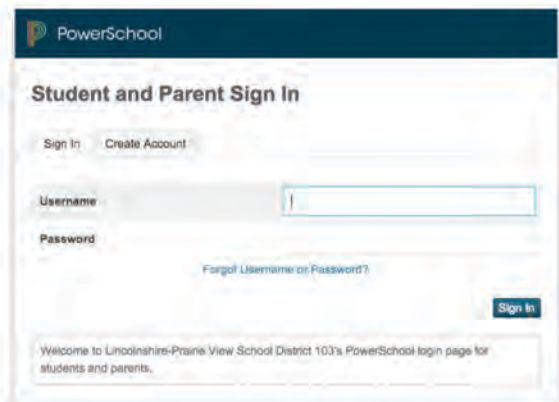 PowerSchool
Student and Parent Sign In
Sign In Create Account
Username
Password
Forgot Username or Password?
Sign In
Welcome to Lincolnshire-Prairie View School District 103's PowerSchool login page for
students and parents.